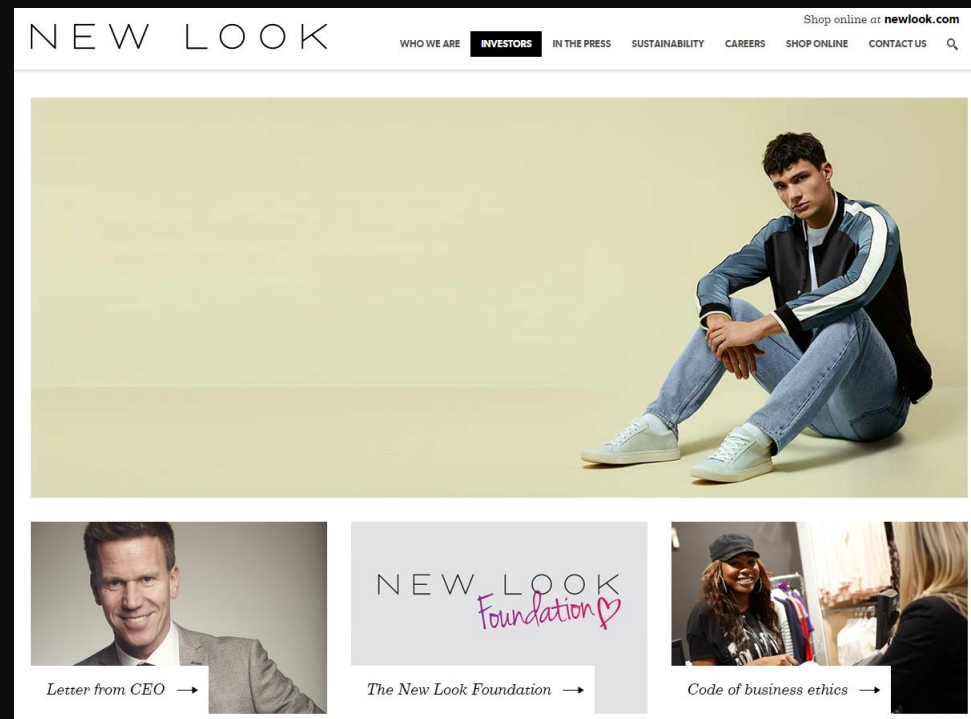 Shop online at newlook.com
NEW LOOK
WHO WE ARE INVESTORS IN THE PRESS SUSTAINABILITY CAREERS SHOP ONLINE CONTACT US
NEW LOOK
Foundation
Letter from CEO →
The New Look Foundation →
Code of business ethics →